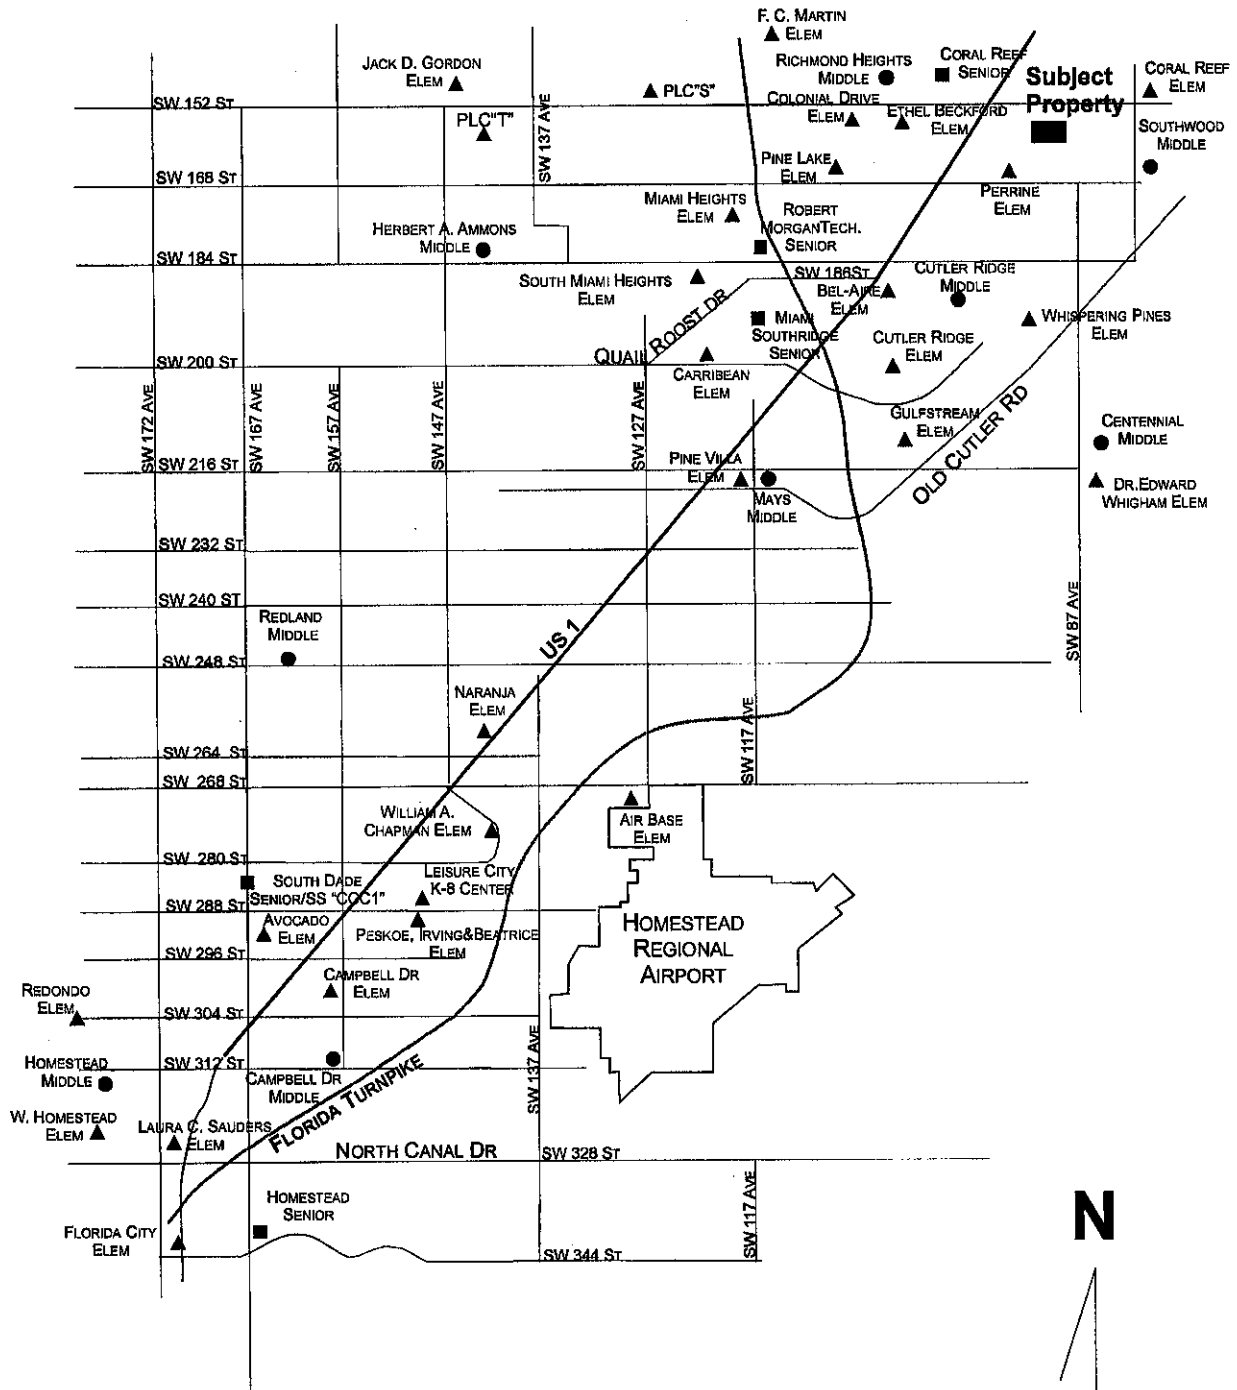 F. C. MARTIN
ELEM
JACK D. GORDON
ELEM
RICHMOND HEIGHTS
MIDDLE
CORAL REEF
SENIOR
Subject
Property
CORAL REEF
ELEM
SW 152 ST
PLC"S"
PLC"T"
COLONIAL DRIVE
ELEM
ETHEL BECKFORD
ELEM
SOUTHWOOD
MIDDLE
SW 137 AVE
PINE LAKE
ELEM
PERRINE
ELEM
SW 168 ST
MIAMI HEIGHTS
ELEM
ROBERT
MORGANTECH.
SENIOR
HERBERT A. AMMONS
MIDDLE
SW 184 ST
SOUTH MIAMI HEIGHTS
ELEM
SW 186ST
BEL-AIRE
ELEM
CUTLER RIDGE
MIDDLE
QUAIL ROOST DR
MIAMI
SOUTHRIDGE
SENIOR
CUTLER RIDGE
ELEM
WHISPERING PINES
ELEM
SW 200 ST
CARRIBEAN
ELEM
SW 172 AVE
SW 167 AVE
SW 157 AVE
SW 147 AVE
SW 127 AVE
GULFSTREAM
ELEM
OLD CUTLER RD
CENTENNIAL
MIDDLE
SW 216 ST
PINE VILLA
ELEM
MAYS
MIDDLE
DR.EDWARD
WHIGHAM ELEM
SW 232 ST
SW 240 ST
REDLAND
MIDDLE
US 1
SW 87 AVE
SW 248 ST
NARANJA
ELEM
SW 117 AVE
SW 264 ST
SW 268 ST
WILLIAM A.
CHAPMAN ELEM
AIR BASE
ELEM
SW 280 ST
SOUTH DADE
SENIOR/SS "CCC1"
LEISURE CITY
K-8 CENTER
SW 288 ST
AVOCADO
ELEM
PESKOE, IRVING&BEATRICE
ELEM
HOMESTEAD
REGIONAL
AIRPORT
SW 296 ST
CAMPBELL DR
ELEM
REDONDO
ELEM
SW 304 ST
SW 137 AVE
HOMESTEAD
MIDDLE
SW 312 ST
CAMPBELL DR
MIDDLE
FLORIDA TURNPIKE
W. HOMESTEAD
ELEM
LAURA C. SAUDERS
ELEM
NORTH CANAL DR
SW 328 ST
HOMESTEAD
SENIOR
SW 117 AVE
N
FLORIDA CITY
ELEM
SW 344 ST